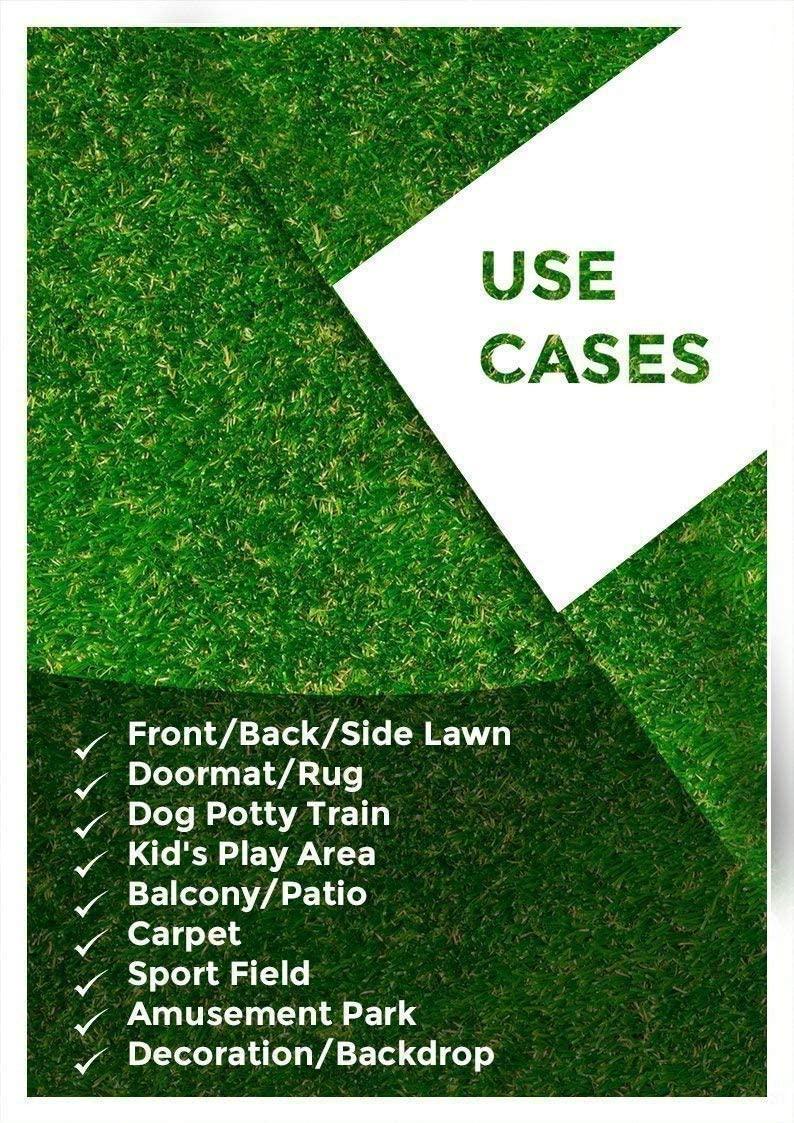 USE
CASES
Front/Back/Side Lawn
Doormat/Rug
Dog Potty Train
Kid's Play Area
Balcony/Patio
Carpet
Sport Field
Amusement Park
Decoration/Backdrop